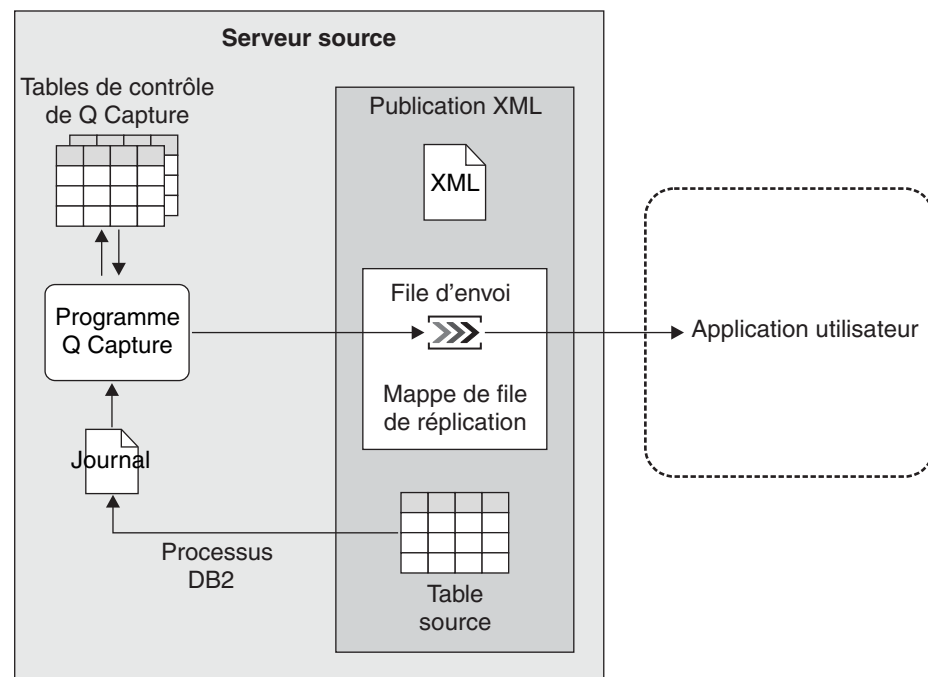 Serveur source
Tables de contrôle
de Q Capture
Publication XML
XML
File d'envoi
Programme
Q Capture
Application utilisateur
Mappe de file
de réplication
Journal
Processus
DB2
Table
source